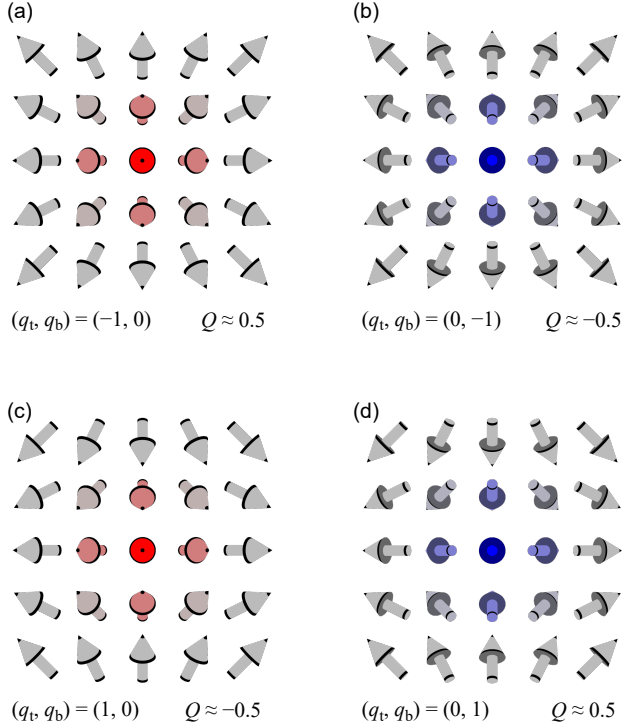 (a) (b)
(q_t, q_b) = (−1, 0) Q ≈ 0.5 (q_t, q_b) = (0, −1) Q ≈ −0.5
(c) (d)
(q_t, q_b) = (1, 0) Q ≈ −0.5 (q_t, q_b) = (0, 1) Q ≈ 0.5